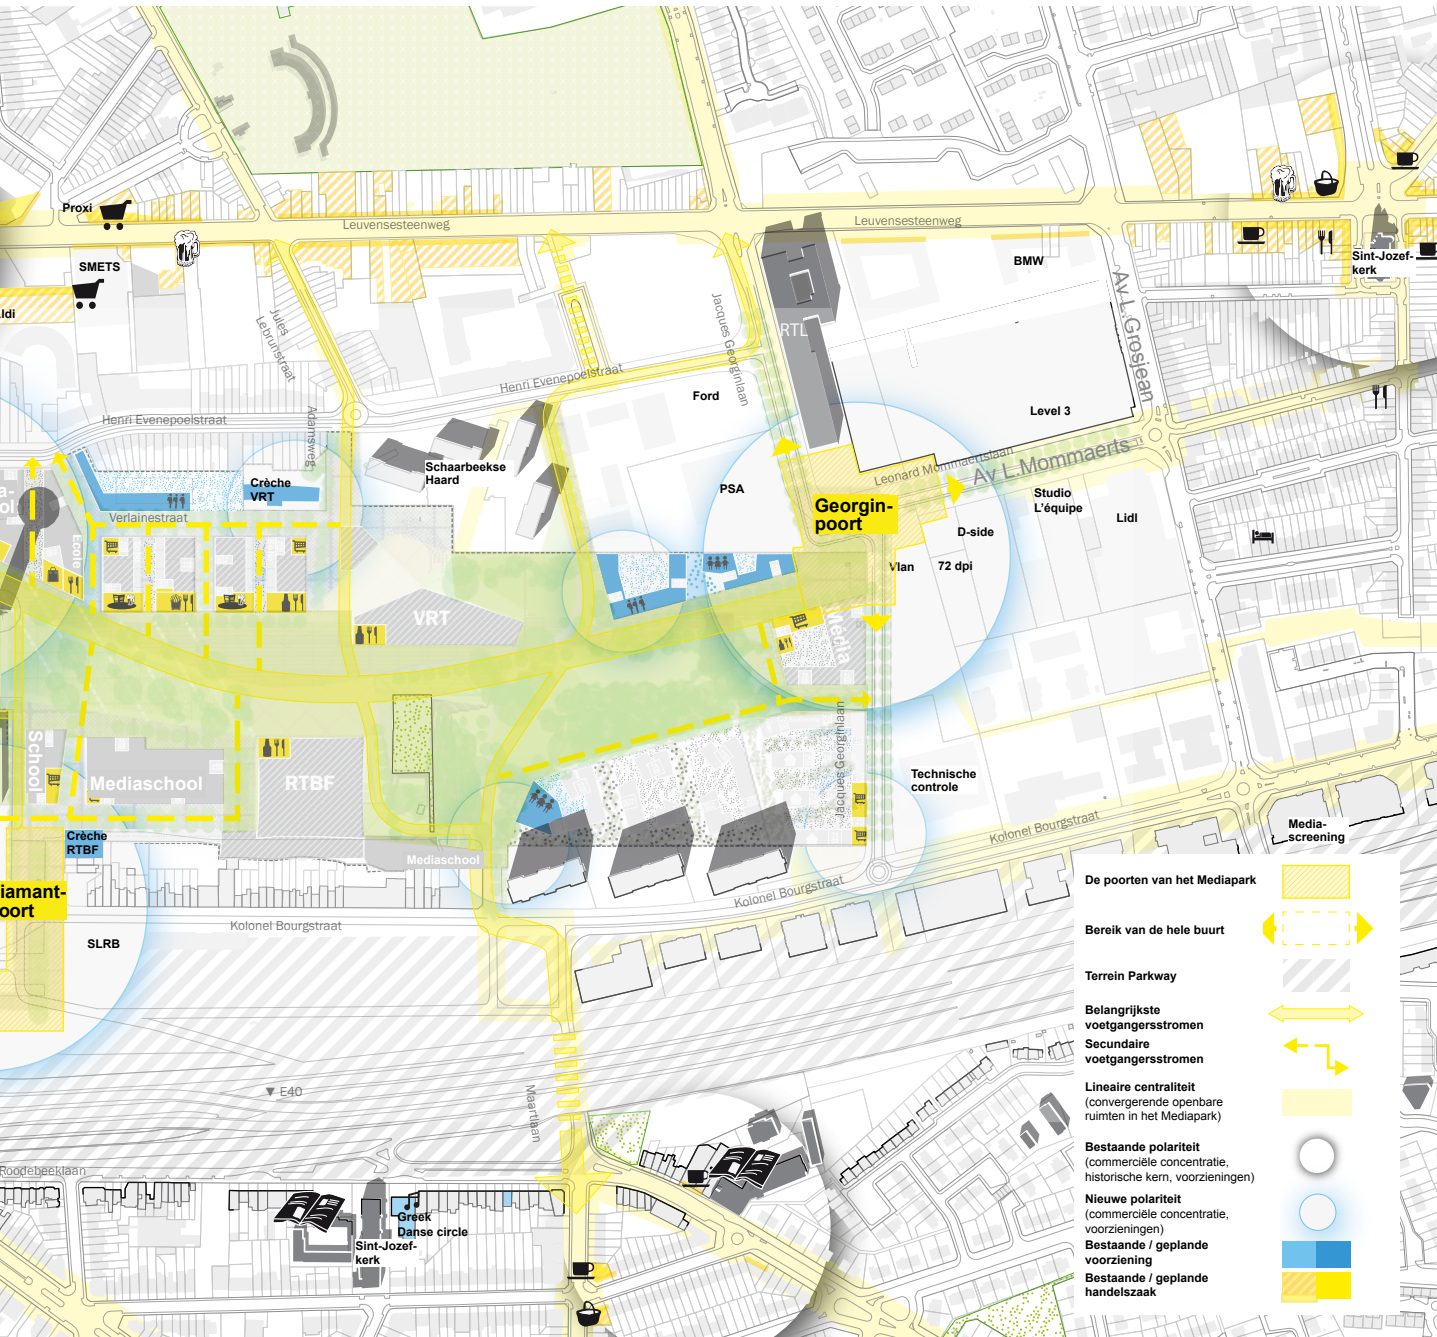 Proxi
Leuvensesteenweg
Leuvensesteenweg
SMETS
BMW
Sint-Jozef-
kerk
Av L.Grosjean
Jacques Georginlaan
RTL
Jules
Lebrunstraat
Henri Evenepoelstraat
Henri Evenepoelstraat
Adamsweg
Ford
Level 3
Leonard Mommaertslaan
Av L.Mommaerts
Schaarbeekse
Haard
Crèche
VRT
PSA
Studio
L'équipe
Georgin-
poort
Lidl
D-side
Verlainestraat
Ecole
Vlan
72 dpi
VRT
Media
School
Mediaschool
RTBF
Jacques Georginlaan
Technische
controle
Kolonel Bourgstraat
Media-
screening
Crèche
RTBF
Mediaschool
iamant-
oort
Kolonel Bourgstraat
Kolonel Bourgstraat
SLRB
▼ E40
Maartlaan
Roodebeeklaan
Greek
Danse circle
Sint-Jozef-
kerk
De poorten van het Mediapark
Bereik van de hele buurt
Terrein Parkway
Belangrijkste
voetgangersstromen
Secundaire
voetgangersstromen
Lineaire centraliteit
(convergerende openbare
ruimten in het Mediapark)
Bestaande polariteit
(commerciële concentratie,
historische kern, voorzieningen)
Nieuwe polariteit
(commerciële concentratie,
voorzieningen)
Bestaande / geplande
voorziening
Bestaande / geplande
handelszaak